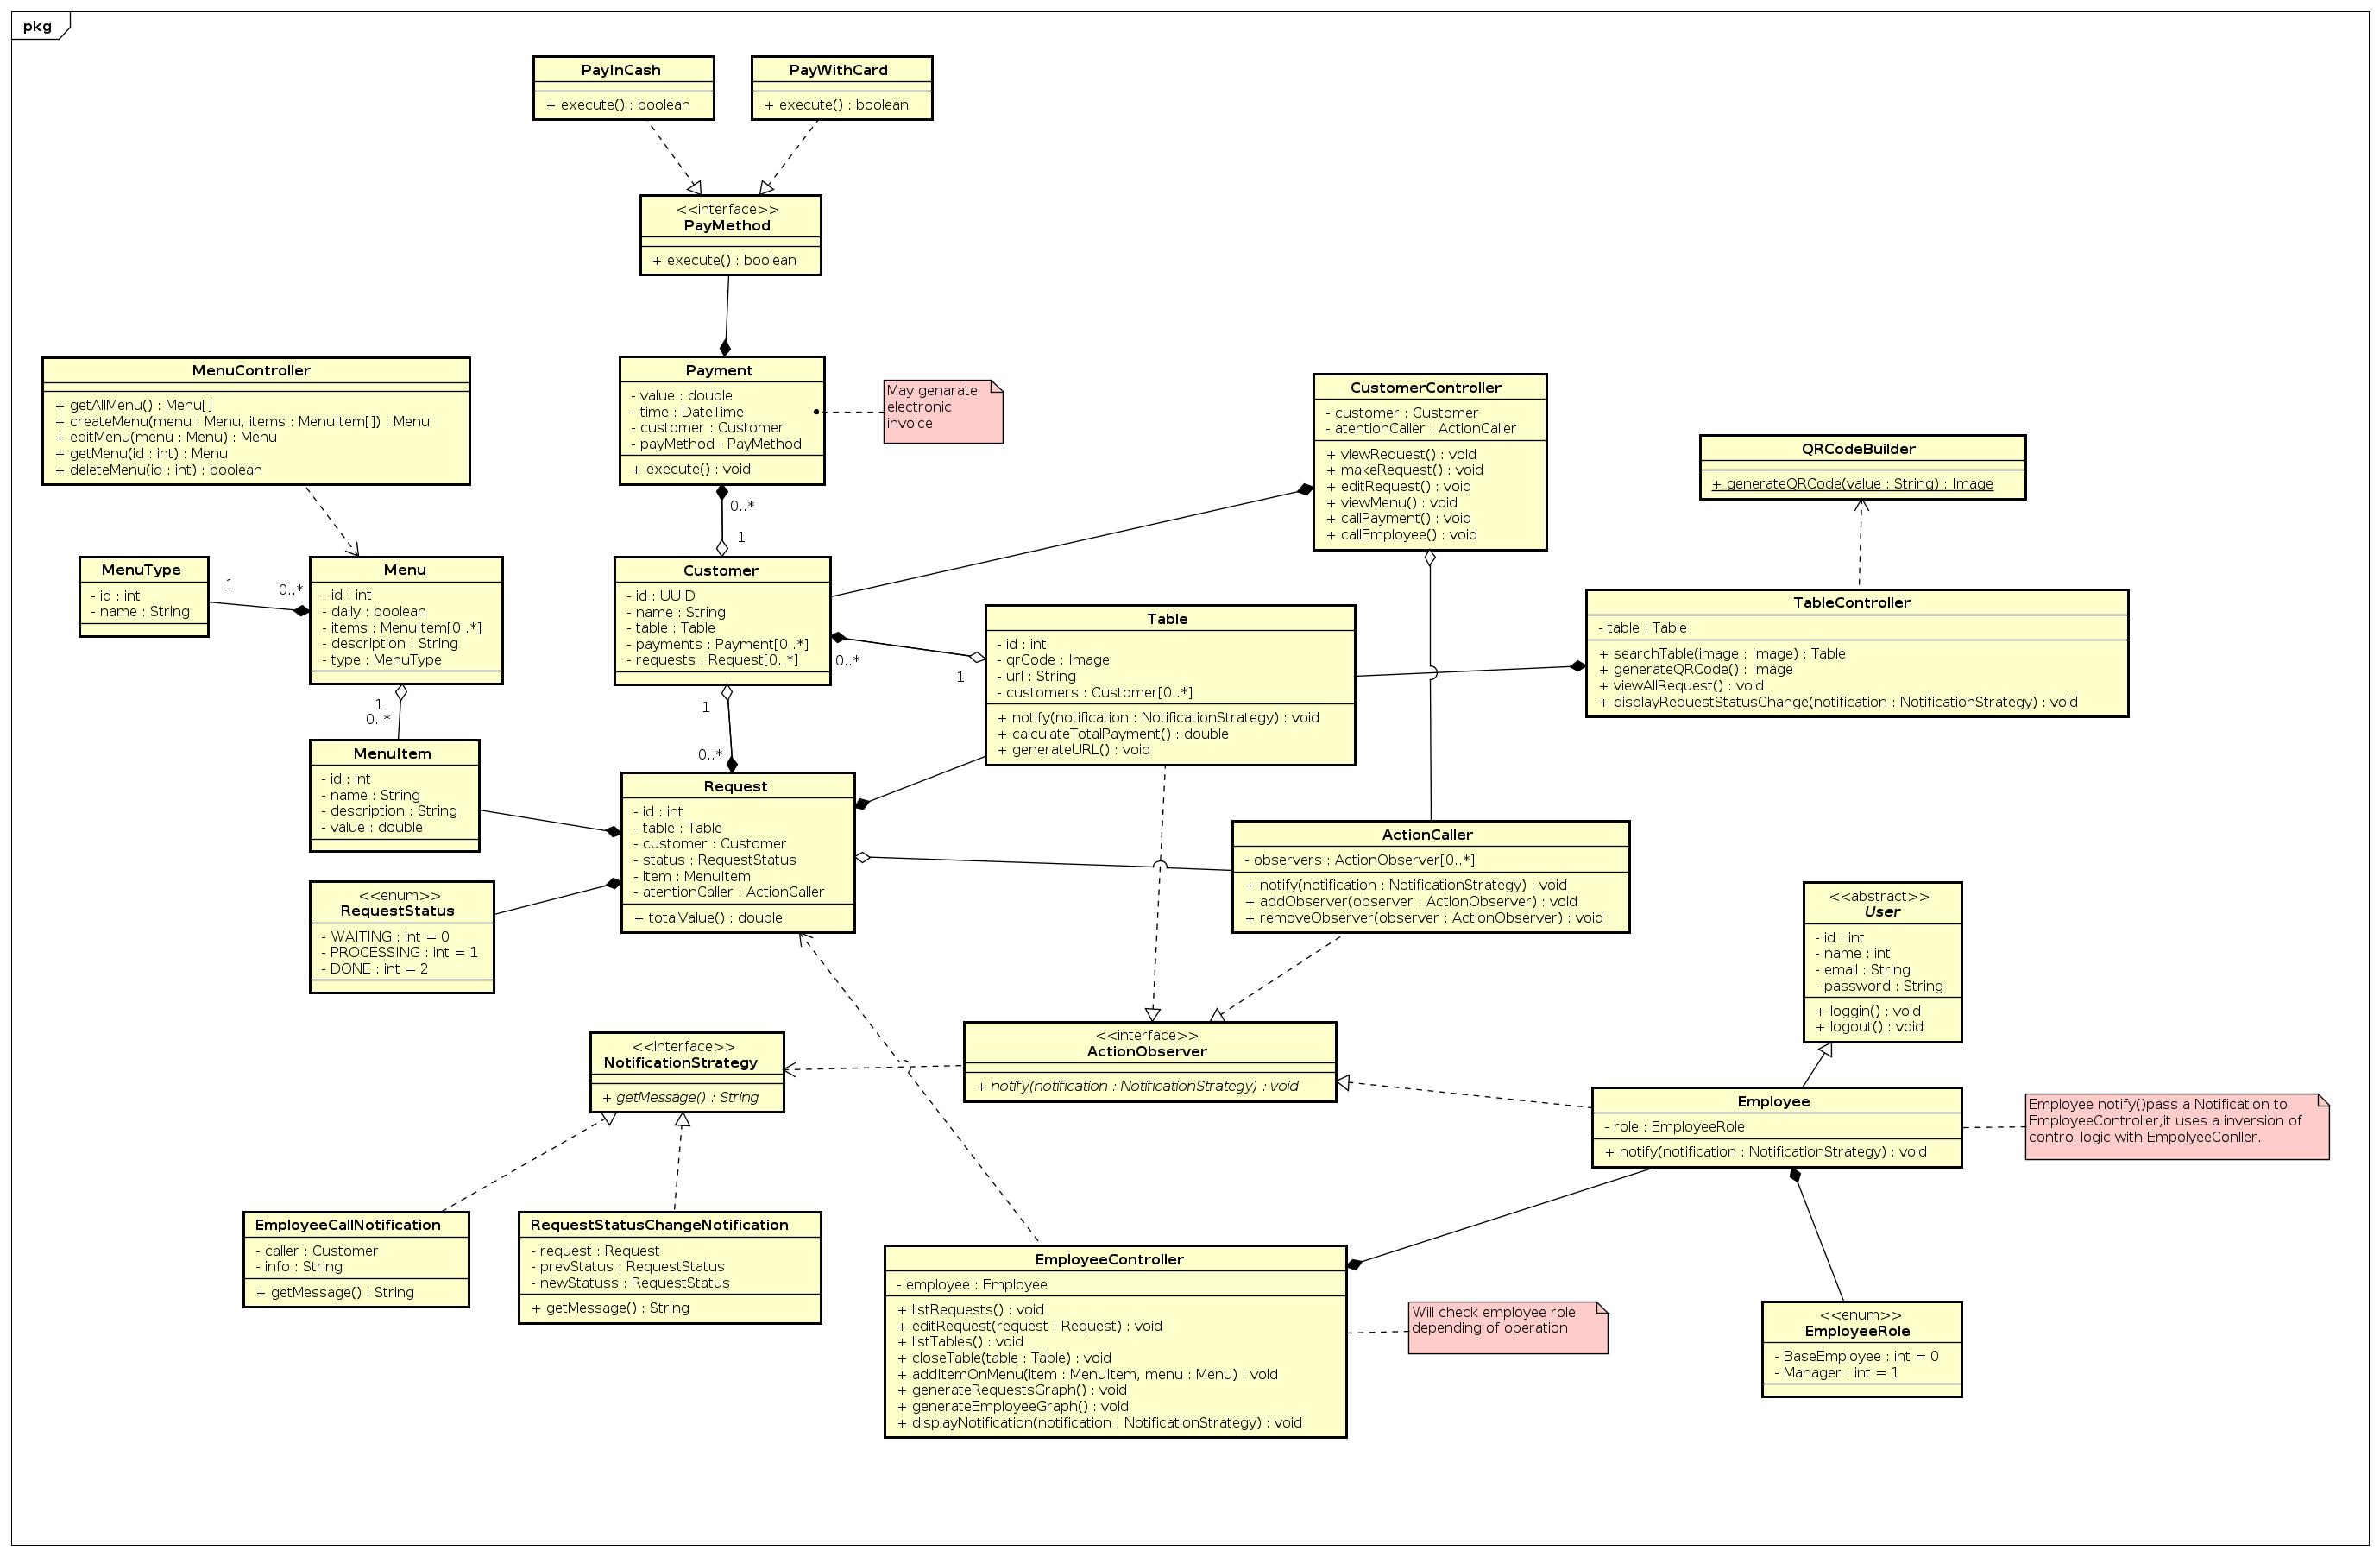 pkg
PayInCash
+ execute() : boolean
PayWithCard
+ execute() : boolean
<<interface>>
PayMethod
+ execute() : boolean
MenuController
+ getAllMenu() : Menu[]
+ createMenu(menu : Menu, items : MenuItem[]) : Menu
+ editMenu(menu : Menu) : Menu
+ getMenu(id : int) : Menu
+ deleteMenu(id : int) : boolean
Payment
- value : double
- time : DateTime
- customer : Customer
- payMethod : PayMethod
+ execute() : void
May genarate
electronic
invoice
CustomerController
- customer : Customer
- atentionCaller : ActionCaller
+ viewRequest() : void
+ makeRequest() : void
+ editRequest() : void
+ viewMenu() : void
+ callPayment() : void
+ callEmployee() : void
QRCodeBuilder
+ generateQRCode(value : String) : Image
0..*
1
MenuType
- id : int
- name : String
1
0..*
Menu
- id : int
- daily : boolean
- items : MenuItem[0..*]
- description : String
- type : MenuType
Customer
- id : UUID
- name : String
- table : Table
- payments : Payment[0..*]
- requests : Request[0..*]
0..*
1
Table
- id : int
- qrCode : Image
- url : String
- customers : Customer[0..*]
+ notify(notification : NotificationStrategy) : void
+ calculateTotalPayment() : double
+ generateURL() : void
TableController
- table : Table
+ searchTable(image : Image) : Table
+ generateQRCode() : Image
+ viewAllRequest() : void
+ displayRequestStatusChange(notification : NotificationStrategy) : void
1
0..*
1
0..*
MenuItem
- id : int
- name : String
- description : String
- value : double
Request
- id : int
- table : Table
- customer : Customer
- status : RequestStatus
- item : MenuItem
- atentionCaller : ActionCaller
+ totalValue() : double
ActionCaller
- observers : ActionObserver[0..*]
+ notify(notification : NotificationStrategy) : void
+ addObserver(observer : ActionObserver) : void
+ removeObserver(observer : ActionObserver) : void
<<enum>>
RequestStatus
- WAITING : int = 0
- PROCESSING : int = 1
- DONE : int = 2
<<abstract>>
User
- id : int
- name : int
- email : String
- password : String
+ loggin() : void
+ logout() : void
<<interface>>
NotificationStrategy
+ getMessage() : String
<<interface>>
ActionObserver
+ notify(notification : NotificationStrategy) : void
Employee
- role : EmployeeRole
+ notify(notification : NotificationStrategy) : void
Employee notify()pass a Notification to
EmployeeController,it uses a inversion of
control logic with EmpolyeeConller.
EmployeeCallNotification
- caller : Customer
- info : String
+ getMessage() : String
RequestStatusChangeNotification
- request : Request
- prevStatus : RequestStatus
- newStatuss : RequestStatus
+ getMessage() : String
EmployeeController
- employee : Employee
+ listRequests() : void
+ editRequest(request : Request) : void
+ listTables() : void
+ closeTable(table : Table) : void
+ addItemOnMenu(item : MenuItem, menu : Menu) : void
+ generateRequestsGraph() : void
+ generateEmployeeGraph() : void
+ displayNotification(notification : NotificationStrategy) : void
Will check employee role
depending of operation
<<enum>>
EmployeeRole
- BaseEmployee : int = 0
- Manager : int = 1